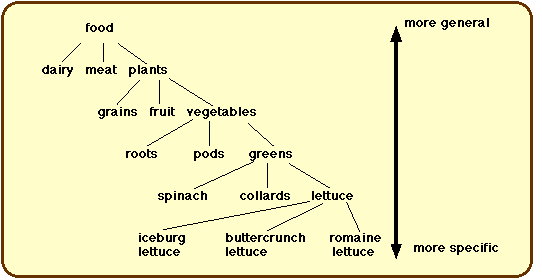 food
more general
dairy meat plants
grains fruit vegetables
roots pods greens
spinach collards lettuce
iceburg buttercrunch romaine
lettuce lettuce lettuce
more specific